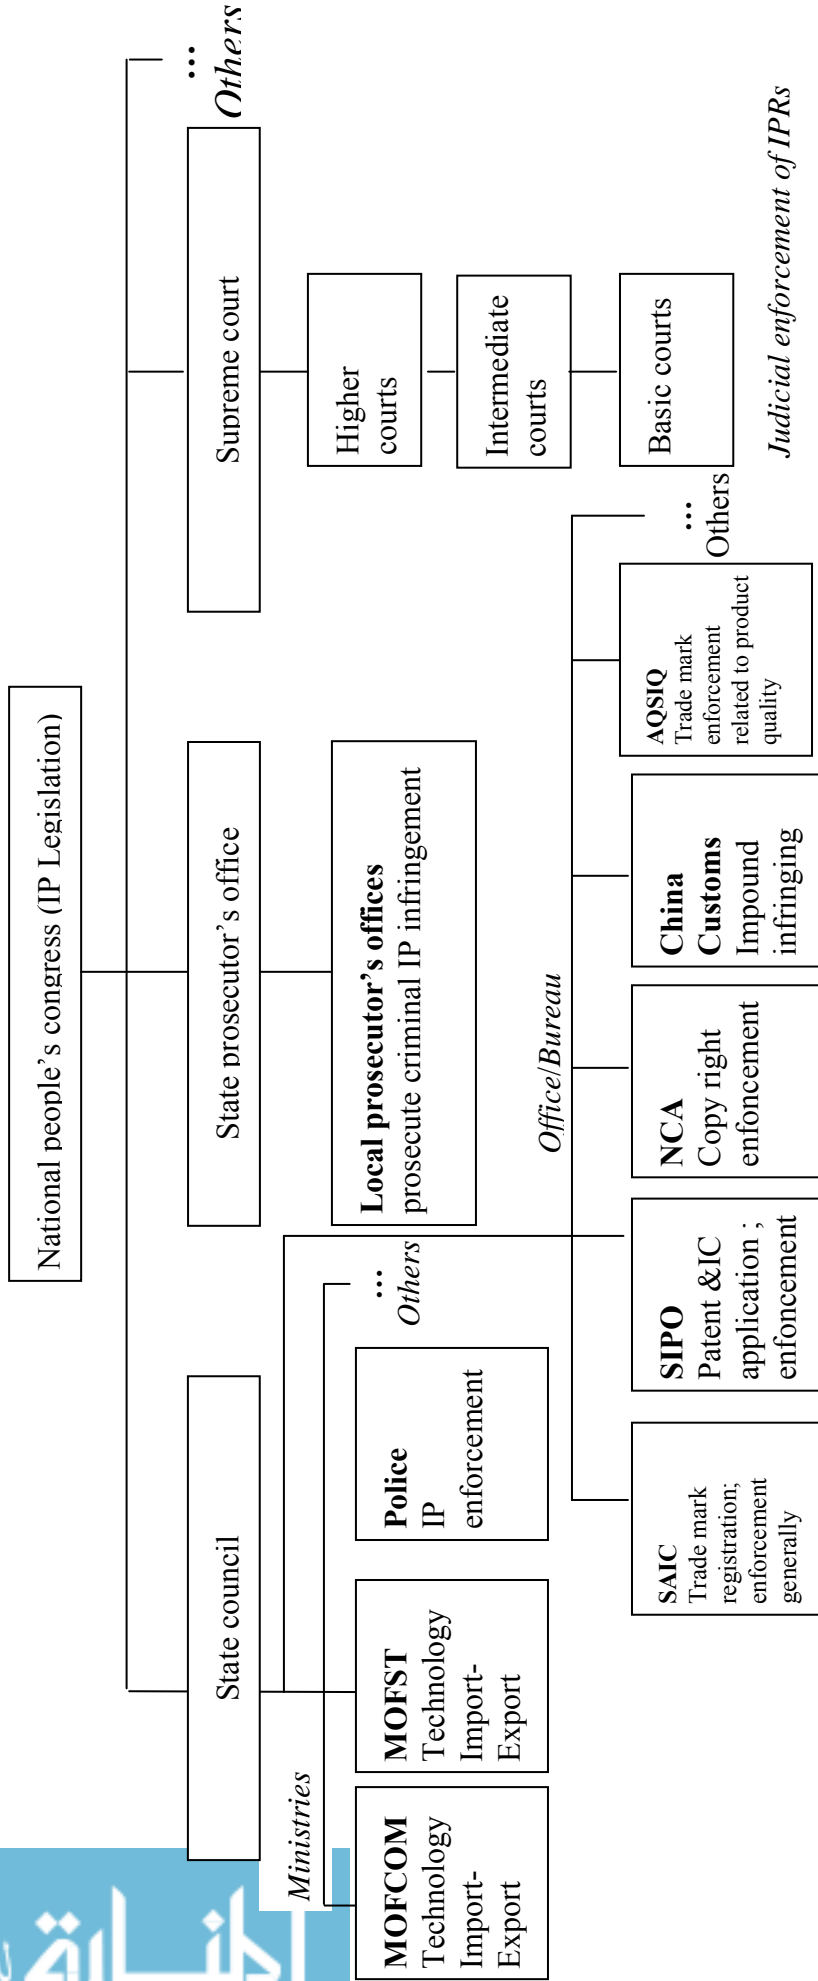 National people's congress (IP Legislation)
State council
State prosecutor's office
Supreme court
...
Others
Ministries
MOFCOM
Technology
Import-
Export
MOFST
Technology
Import-
Export
Police
IP
enforcement
...
Others
Local prosecutor's offices
prosecute criminal IP infringement
Higher
courts
Intermediate
courts
Basic courts
Office/Bureau
SAIC
Trade mark
registration;
enforcement
generally
SIPO
Patent &IC
application ;
enfoncement
NCA
Copy right
enfoncement
China
Customs
Impound
infringing
AQSIQ
Trade mark
enforcement
related to product
quality
...
Others
Judicial enforcement of IPRs